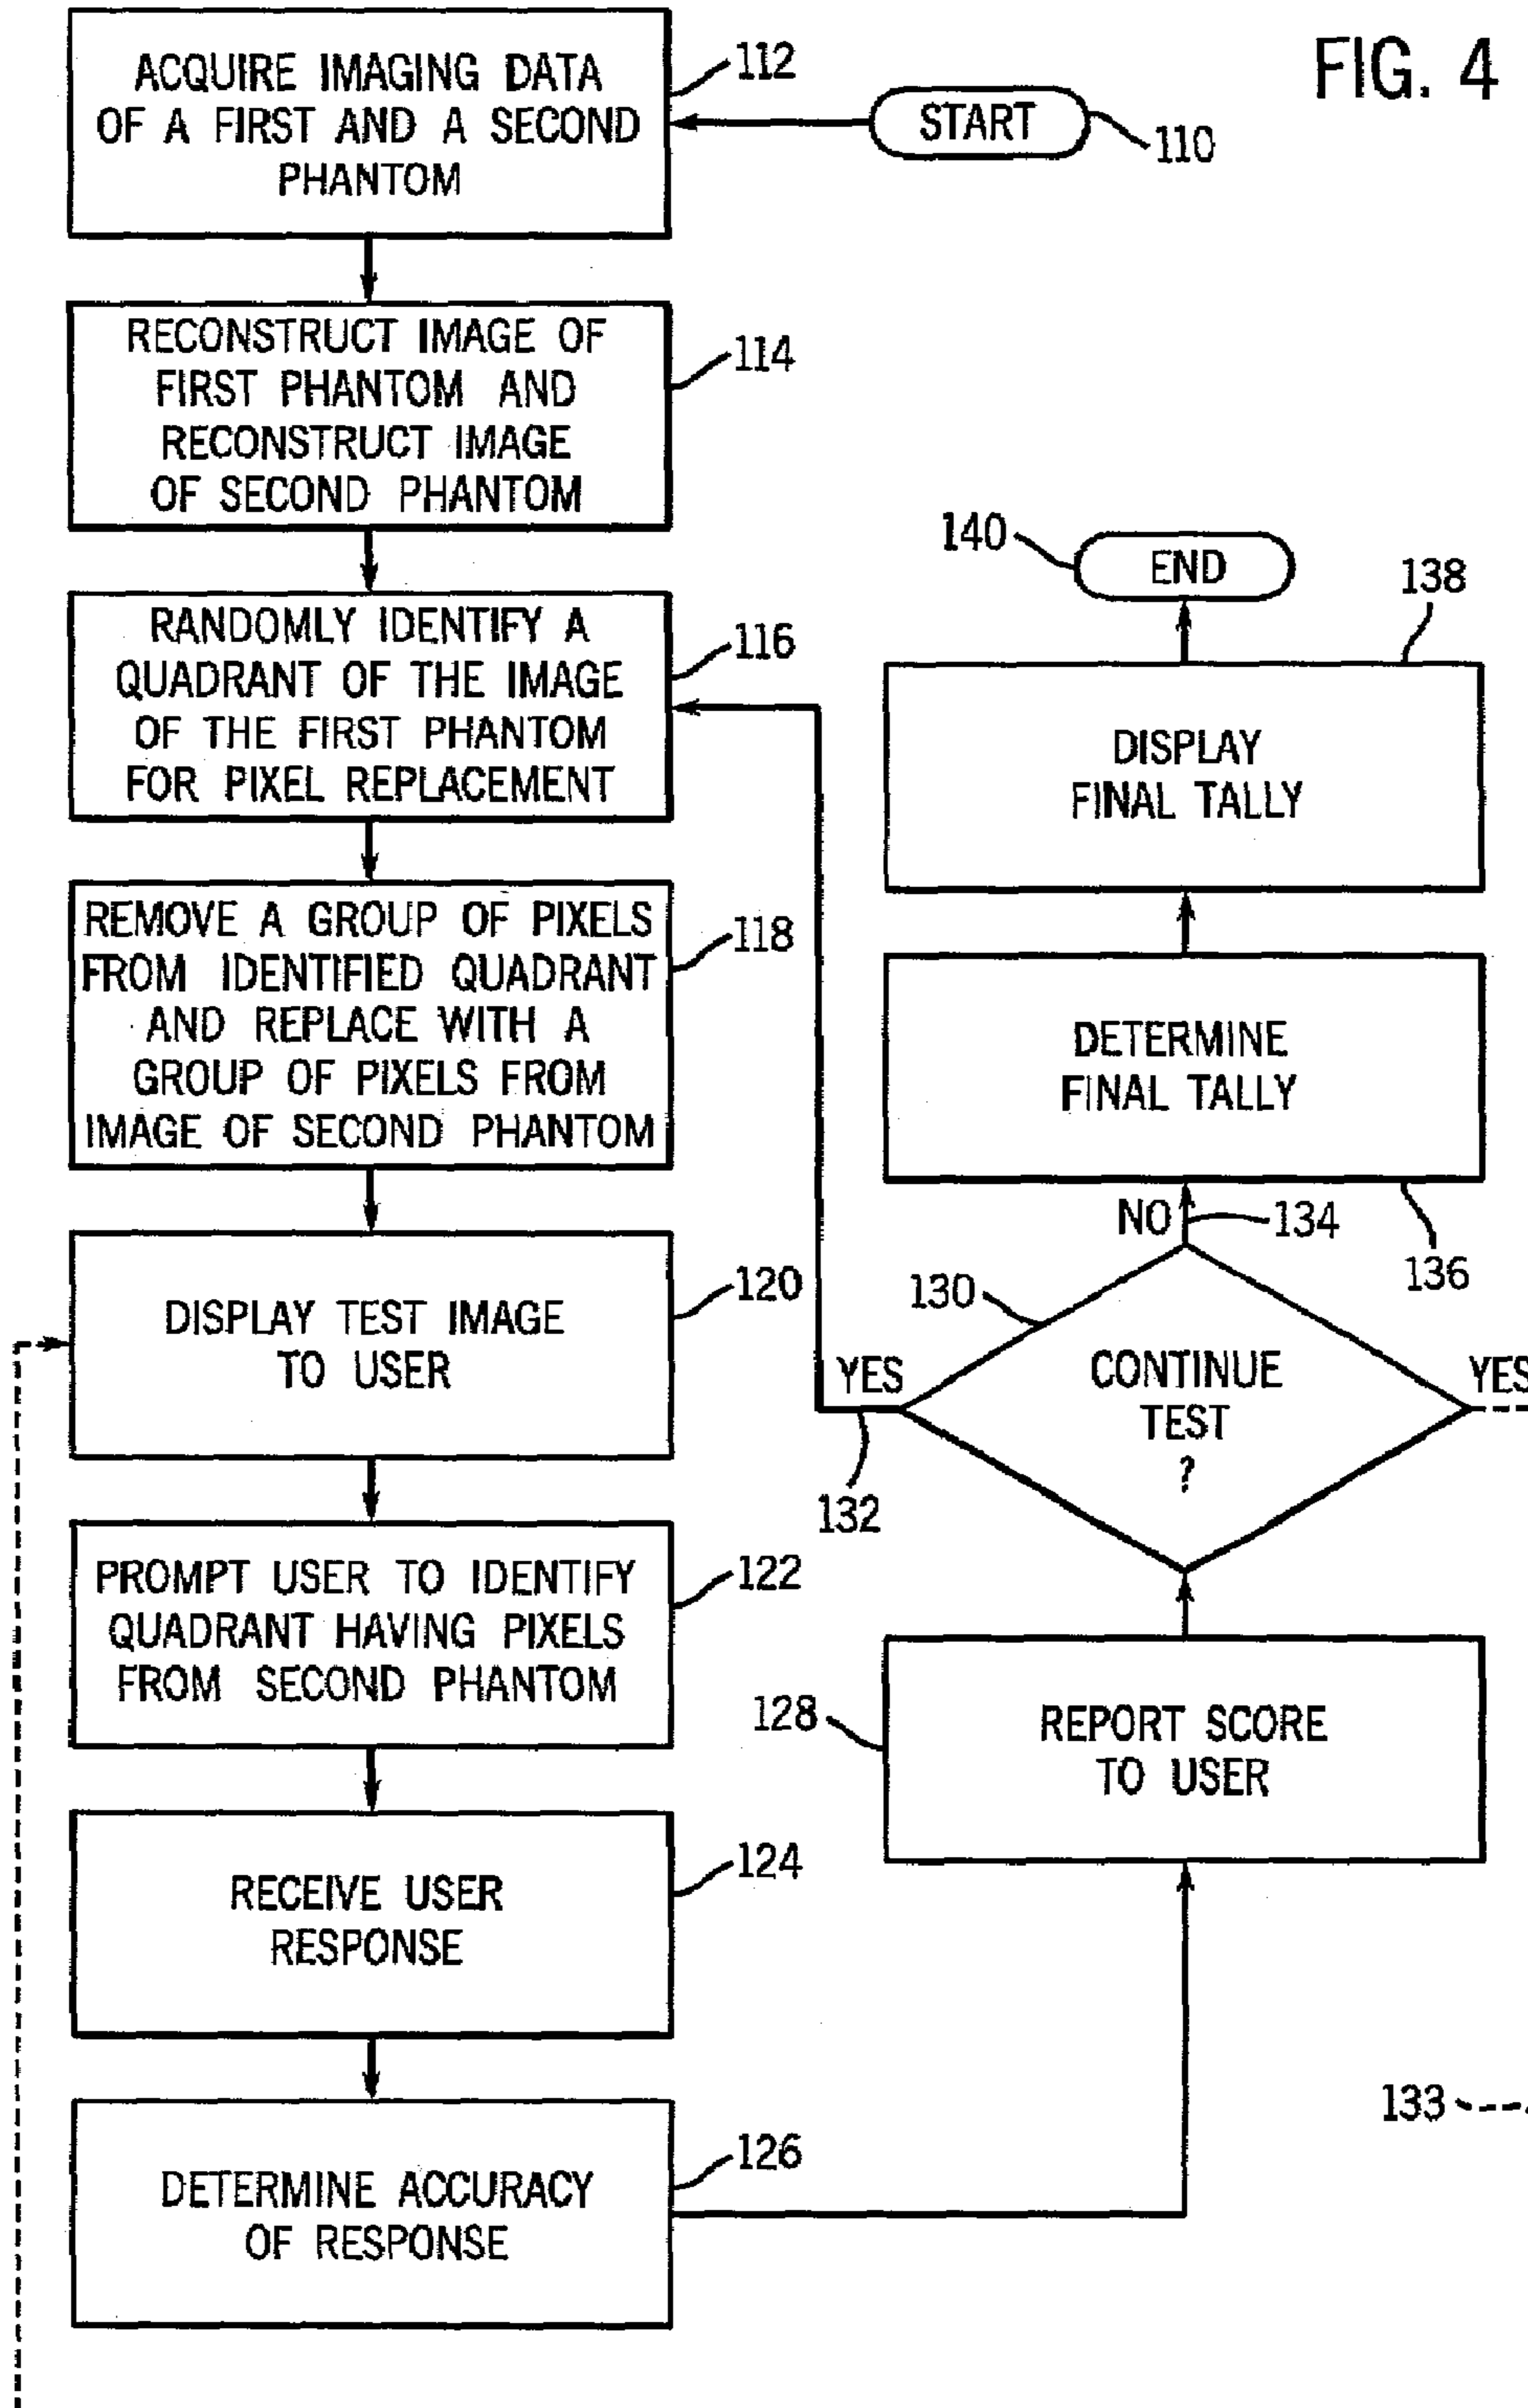 FIG. 4
START
110
ACQUIRE IMAGING DATA
OF A FIRST AND A SECOND
PHANTOM
112
RECONSTRUCT IMAGE OF
FIRST PHANTOM AND
RECONSTRUCT IMAGE
OF SECOND PHANTOM
114
RANDOMLY IDENTIFY A
QUADRANT OF THE IMAGE
OF THE FIRST PHANTOM
FOR PIXEL REPLACEMENT
116
REMOVE A GROUP OF PIXELS
FROM IDENTIFIED QUADRANT
AND REPLACE WITH A
GROUP OF PIXELS FROM
IMAGE OF SECOND PHANTOM
118
DISPLAY TEST IMAGE
TO USER
120
PROMPT USER TO IDENTIFY
QUADRANT HAVING PIXELS
FROM SECOND PHANTOM
122
RECEIVE USER
RESPONSE
124
DETERMINE ACCURACY
OF RESPONSE
126
REPORT SCORE
TO USER
128
CONTINUE
TEST
?
130
YES
132
YES
133
NO
134
DETERMINE
FINAL TALLY
136
DISPLAY
FINAL TALLY
138
END
140